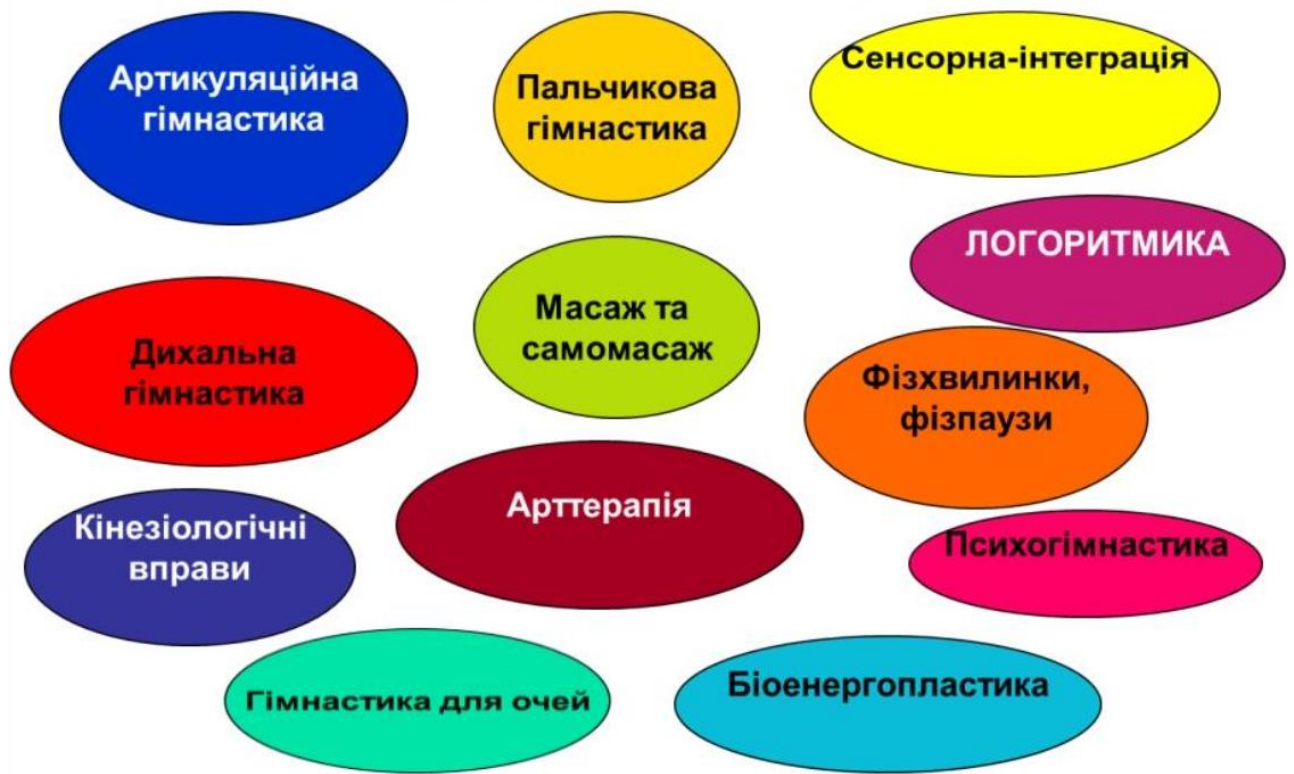 Артикуляційна
гімнастика
Пальчикова
гімнастика
Сенсорна-інтеграція
ЛОГОРИТМИКА
Дихальна
гімнастика
Масаж та
самомасаж
Фізхвилинки,
фізпаузи
Кінезіологічні
вправи
Арттерапія
Психогімнастика
Гімнастика для очей
Біоенергопластика